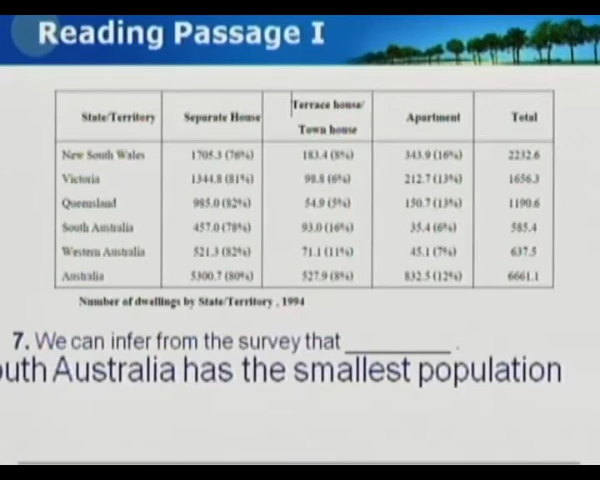 Reading Passage I
State/Territory Separate House Terrace house/ Town house Apartment Total
New South Wales 1705.3 (76%) 183.4 (8%) 343.9 (16%) 2232.6
Victoria 1344.8 (81%) 98.8 (6%) 212.7 (13%) 1656.3
Queensland 985.0 (82%) 54.9 (5%) 150.7 (13%) 1190.6
South Australia 457.0 (78%) 93.0 (16%) 35.4 (6%) 585.4
Western Australia 521.3 (82%) 71.1 (11%) 45.1 (7%) 637.5
Australia 5300.7 (80%) 527.9 (8%) 832.5 (12%) 6661.1
Number of dwellings by State/Territory , 1994
7. We can infer from the survey that ________ .
outh Australia has the smallest population